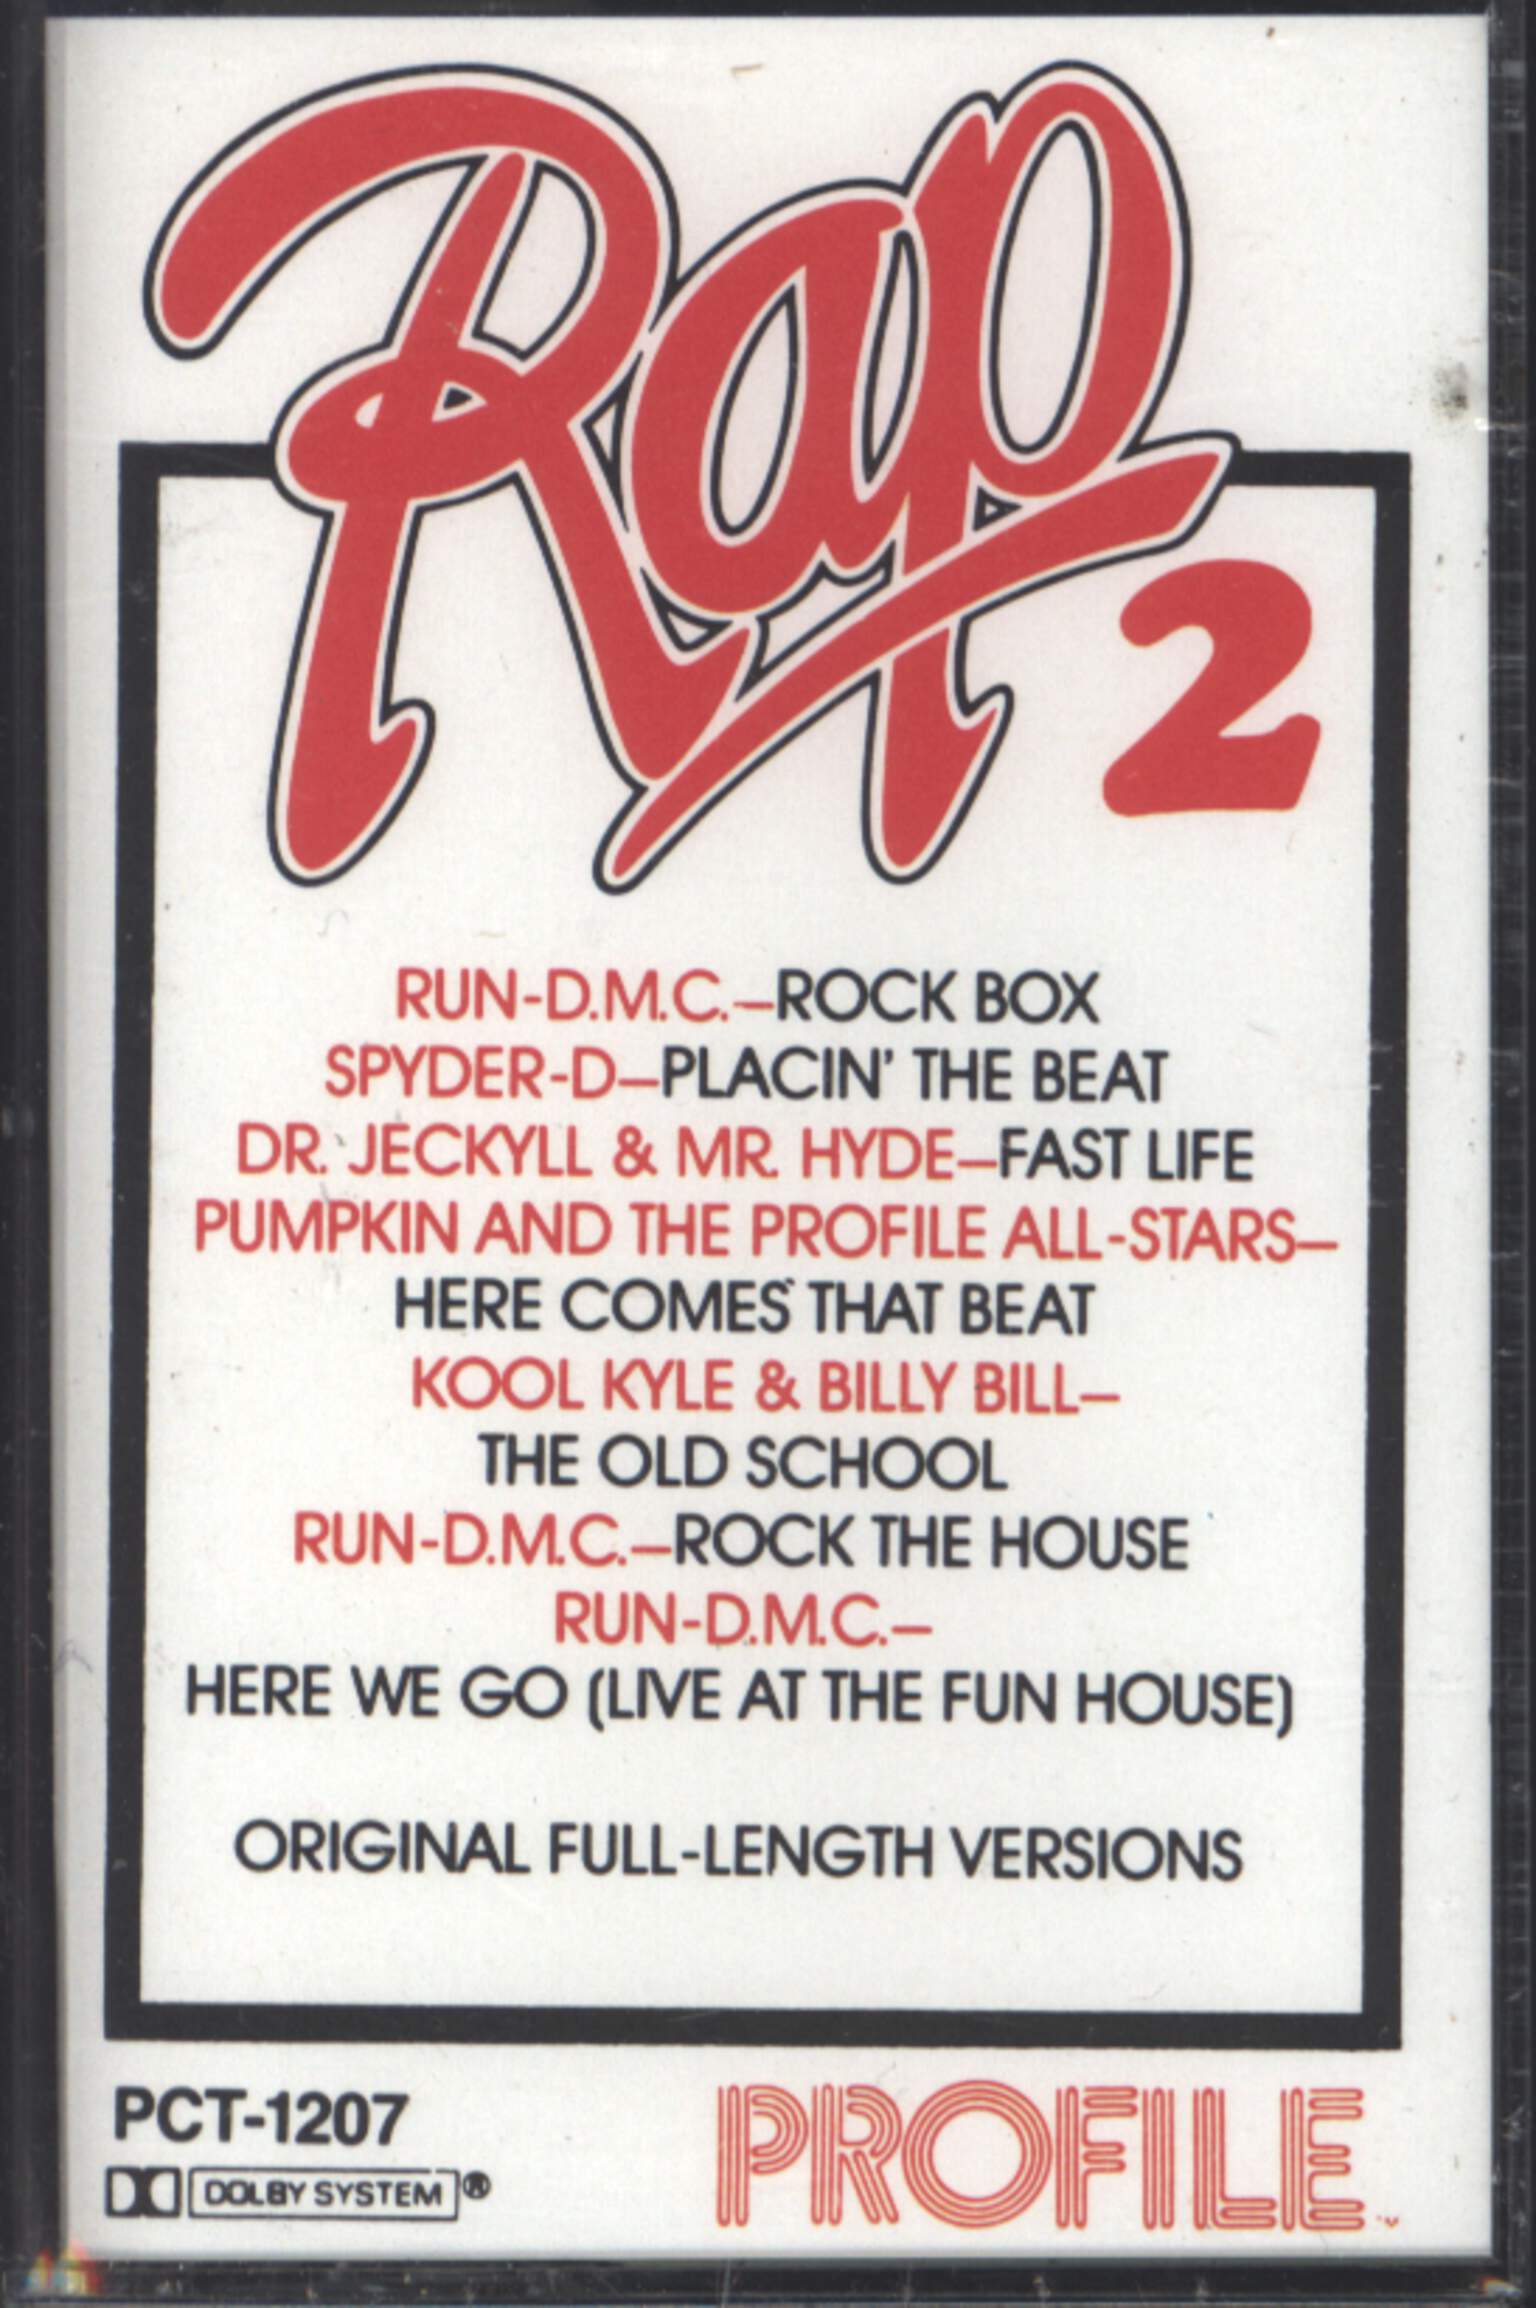 Rap
2
RUN-D.M.C.—ROCK BOX
SPYDER-D—PLACIN' THE BEAT
DR. JECKYLL & MR. HYDE—FAST LIFE
PUMPKIN AND THE PROFILE ALL-STARS—
HERE COMES THAT BEAT
KOOL KYLE & BILLY BILL—
THE OLD SCHOOL
RUN-D.M.C.—ROCK THE HOUSE
RUN-D.M.C.—
HERE WE GO (LIVE AT THE FUN HOUSE)
ORIGINAL FULL-LENGTH VERSIONS
PCT-1207
DOLBY SYSTEM®
PROFILE™